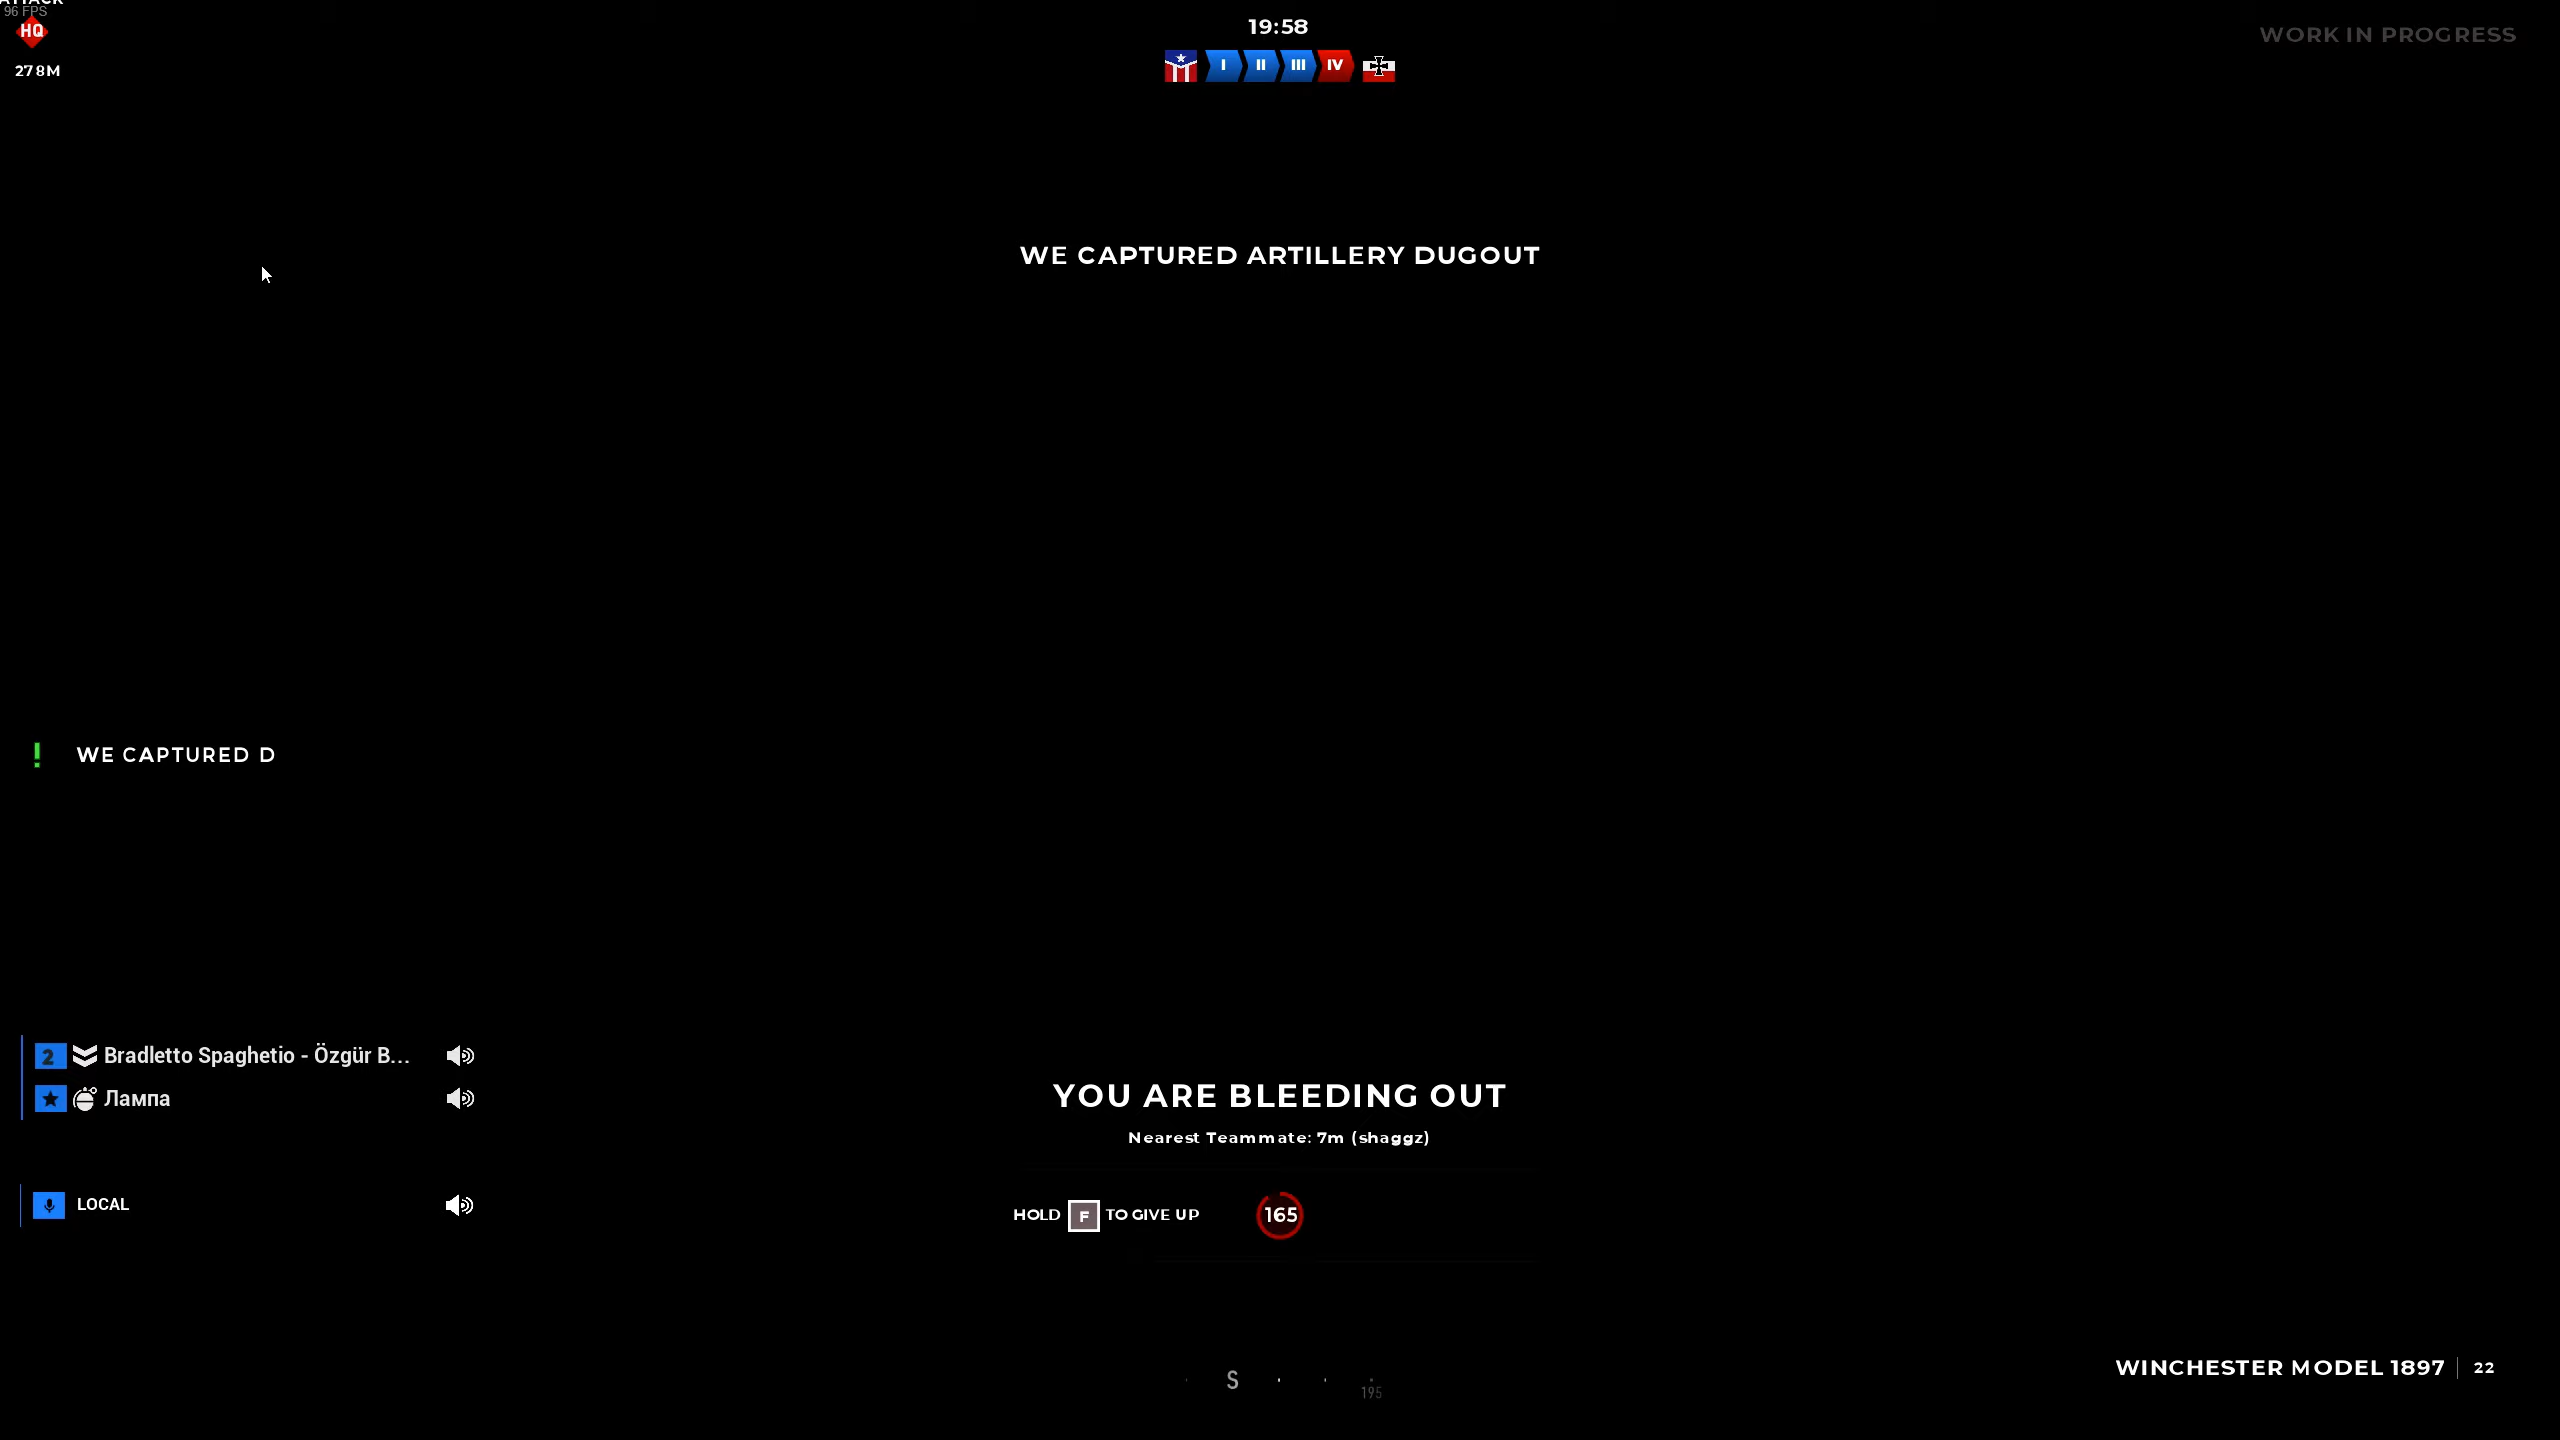 ATTACK
96 FPS
HQ
278M
19:58
I II III IV
WORK IN PROGRESS
WE CAPTURED ARTILLERY DUGOUT
! WE CAPTURED D
2 Bradletto Spaghetio - Özgür B...
Лампа
LOCAL
YOU ARE BLEEDING OUT
Nearest Teammate: 7m (shaggz)
HOLD F TO GIVE UP 165
S
195
WINCHESTER MODEL 1897 | 22